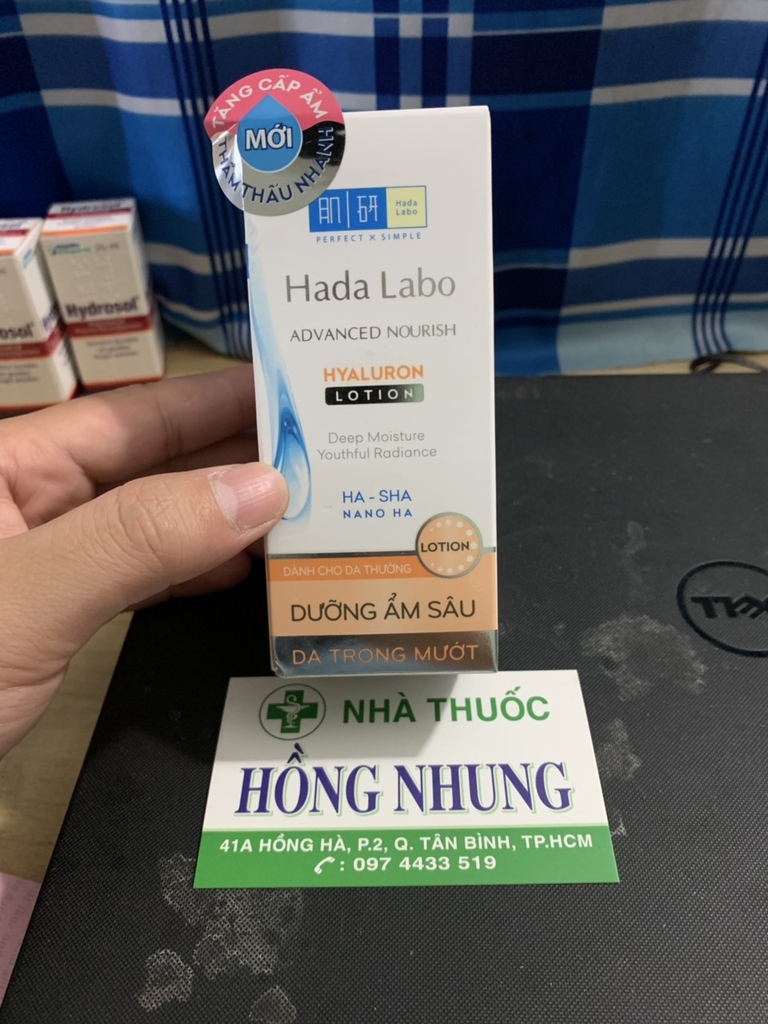 TĂNG CẤP ẨM
MỚI
THẨM THẤU NHANH
肌|研
Hada
Labo
PERFECT × SIMPLE
Hada Labo
ADVANCED NOURISH
HYALURON
LOTION
Deep Moisture
Youthful Radiance
HA - SHA
NANO HA
LOTION
DÀNH CHO DA THƯỜNG
DƯỠNG ẨM SÂU
DA TRONG MƯỚT
Hydrosol
DELL
NHÀ THUỐC
HỒNG NHUNG
41A HỒNG HÀ, P.2, Q. TÂN BÌNH, TP.HCM
: 097 4433 519